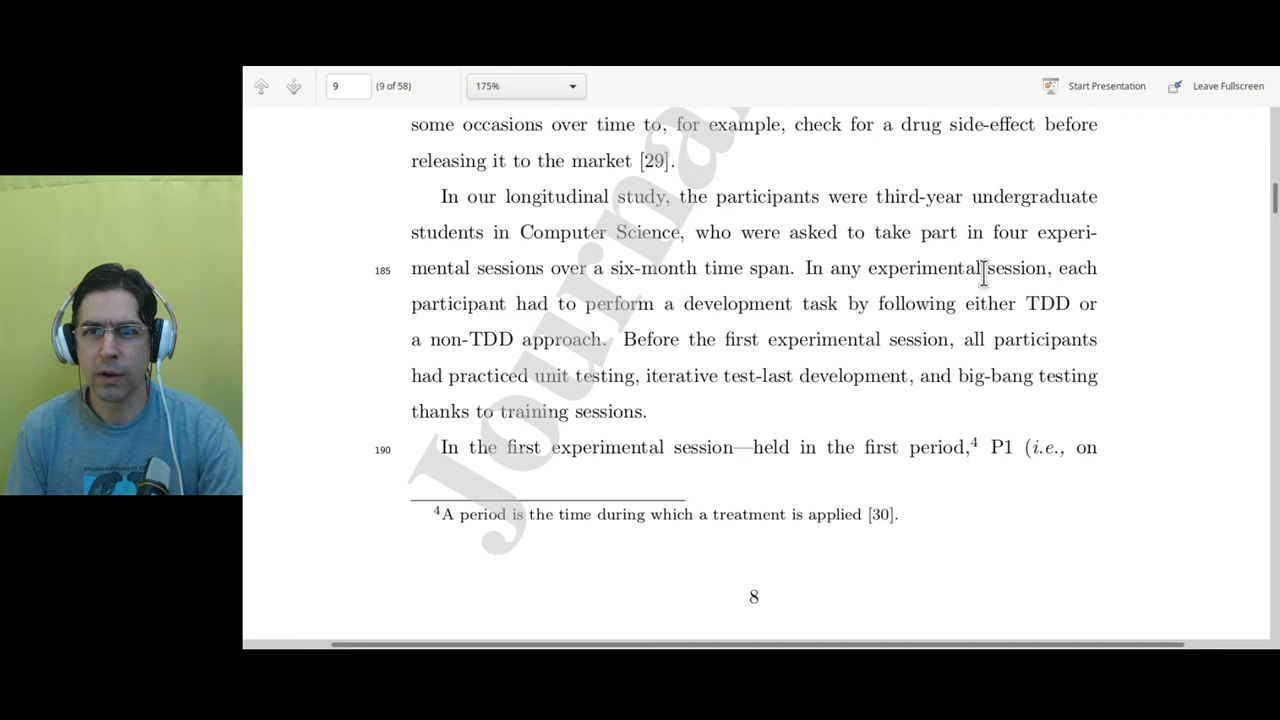 9
(9 of 58)
175%
Start Presentation
Leave Fullscreen
some occasions over time to, for example, check for a drug side-effect before
releasing it to the market [29].
In our longitudinal study, the participants were third-year undergraduate
students in Computer Science, who were asked to take part in four experi-
185
mental sessions over a six-month time span. In any experimental session, each
participant had to perform a development task by following either TDD or
a non-TDD approach. Before the first experimental session, all participants
had practiced unit testing, iterative test-last development, and big-bang testing
thanks to training sessions.
190
In the first experimental session—held in the first period,4 P1 (i.e., on
4A period is the time during which a treatment is applied [30].
8
Journa